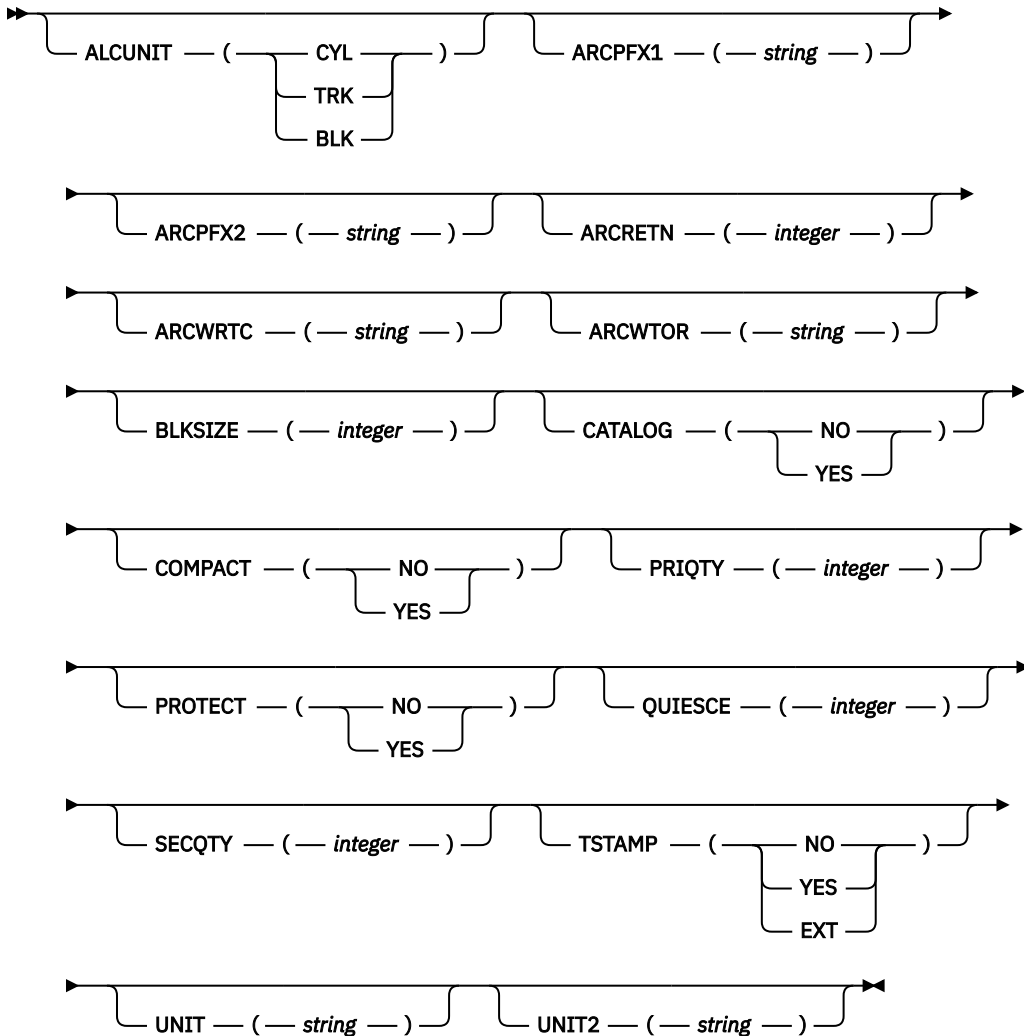 ALCUNIT ( CYL ) ARCPFX1 ( string )
TRK
BLK
ARCPFX2 ( string ) ARCRETN ( integer )
ARCWRTC ( string ) ARCWTOR ( string )
BLKSIZE ( integer ) CATALOG ( NO )
YES
COMPACT ( NO ) PRIQTY ( integer )
YES
PROTECT ( NO ) QUIESCE ( integer )
YES
SECQTY ( integer ) TSTAMP ( NO )
YES
EXT
UNIT ( string ) UNIT2 ( string )